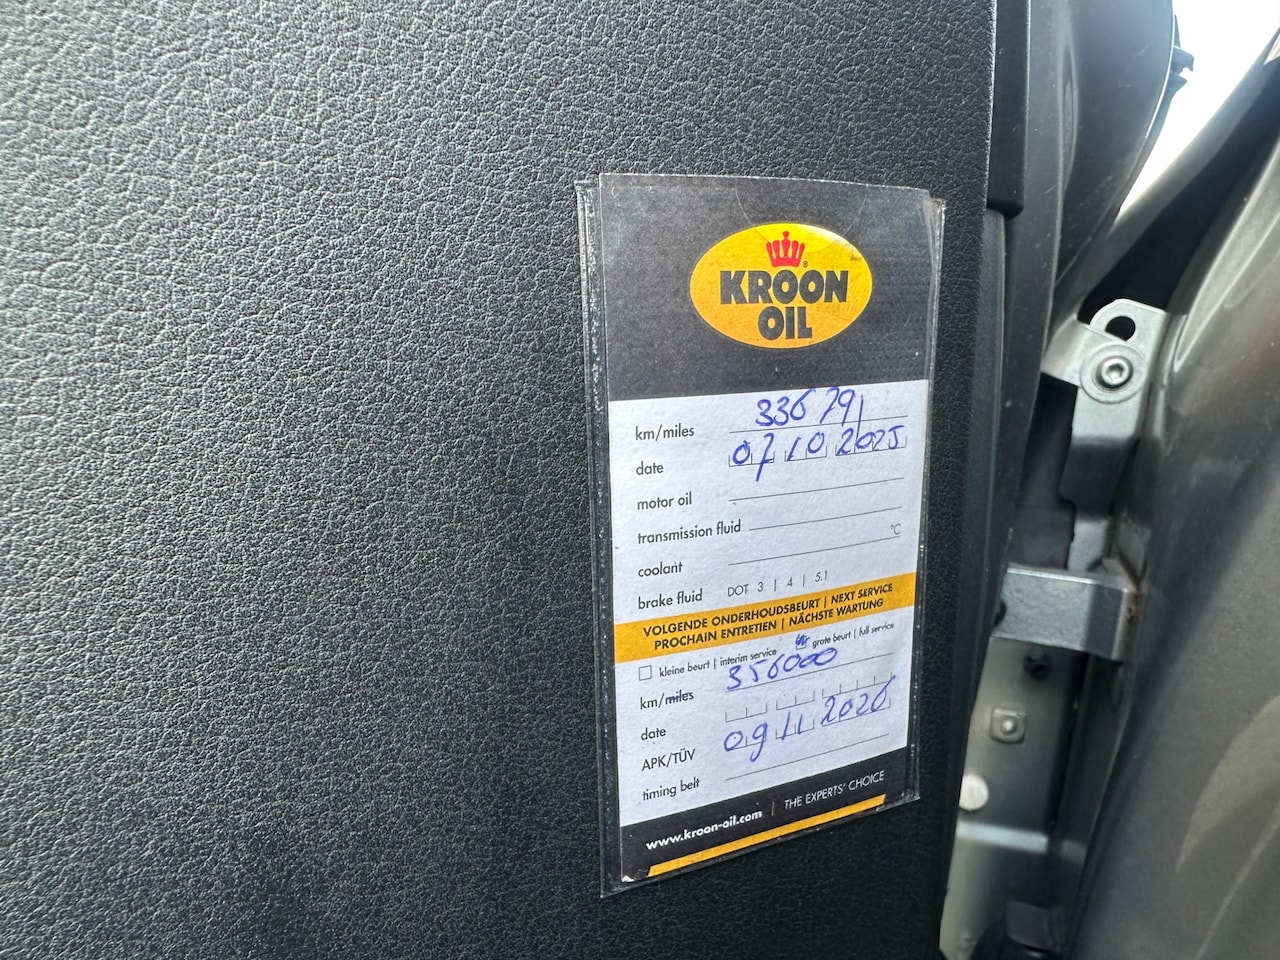 KROON
OIL
km/miles 336791
date 07 10 2025
motor oil
transmission fluid
coolant °C
brake fluid DOT 3 | 4 | 5.1
VOLGENDE ONDERHOUDSBEURT | NEXT SERVICE
PROCHAIN ENTRETIEN | NÄCHSTE WARTUNG
kleine beurt | interim service grote beurt | full service
km/miles 356000
date
APK/TÜV 09 11 2026
timing belt
www.kroon-oil.com | THE EXPERTS' CHOICE